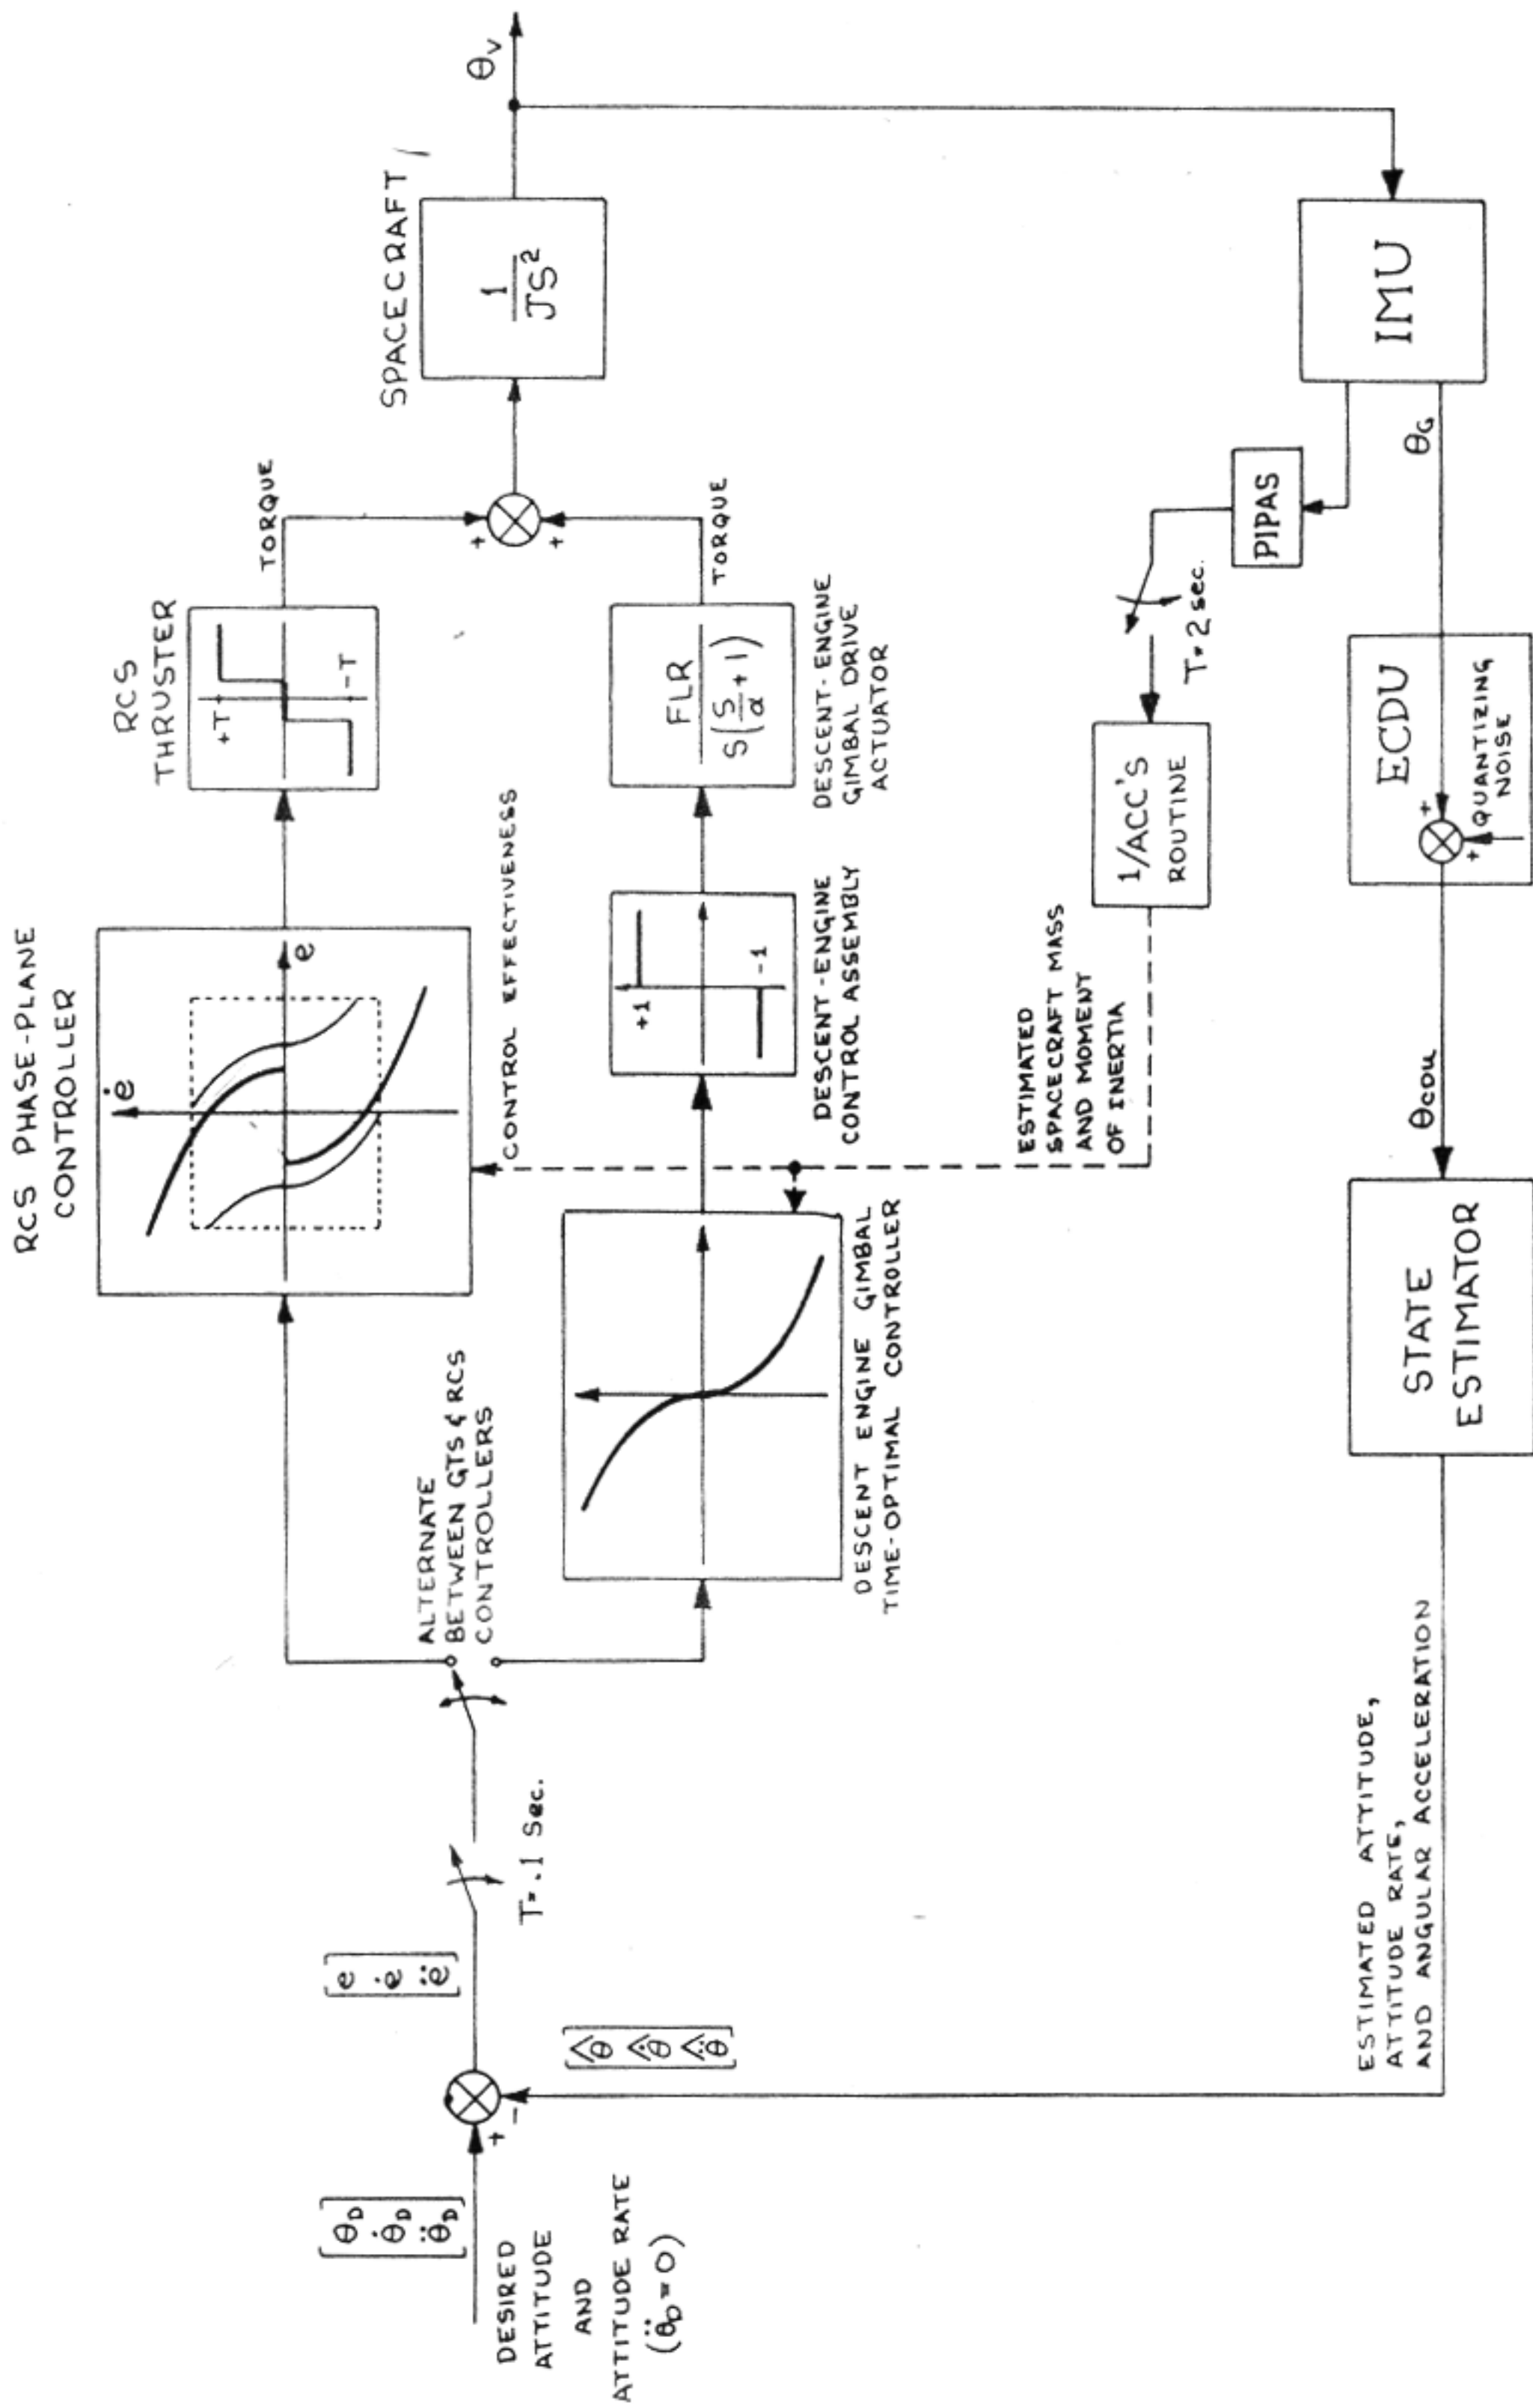 RCS PHASE-PLANE
CONTROLLER
ė
e
RCS
THRUSTER
+T
-T
TORQUE
SPACECRAFT
1
JS²
θV
[θD
θ̇D
θ̈D]
+
-
DESIRED
ATTITUDE
AND
ATTITUDE RATE
(θ̈D = 0)
[e
ė
ë]
[θ̂
θ̇̂
θ̈̂]
T=.1 Sec.
ALTERNATE
BETWEEN GTS & RCS
CONTROLLERS
CONTROL EFFECTIVENESS
DESCENT ENGINE GIMBAL
TIME-OPTIMAL CONTROLLER
+1
-1
DESCENT-ENGINE
CONTROL ASSEMBLY
FLR
S(S/α + 1)
DESCENT-ENGINE
GIMBAL DRIVE
ACTUATOR
TORQUE
+
+
ESTIMATED
SPACECRAFT MASS
AND MOMENT
OF INERTIA
1/ACC'S
ROUTINE
T=2 sec.
PIPAS
IMU
θG
ECDU
+
+
QUANTIZING
NOISE
θCDU
STATE
ESTIMATOR
ESTIMATED ATTITUDE,
ATTITUDE RATE,
AND ANGULAR ACCELERATION